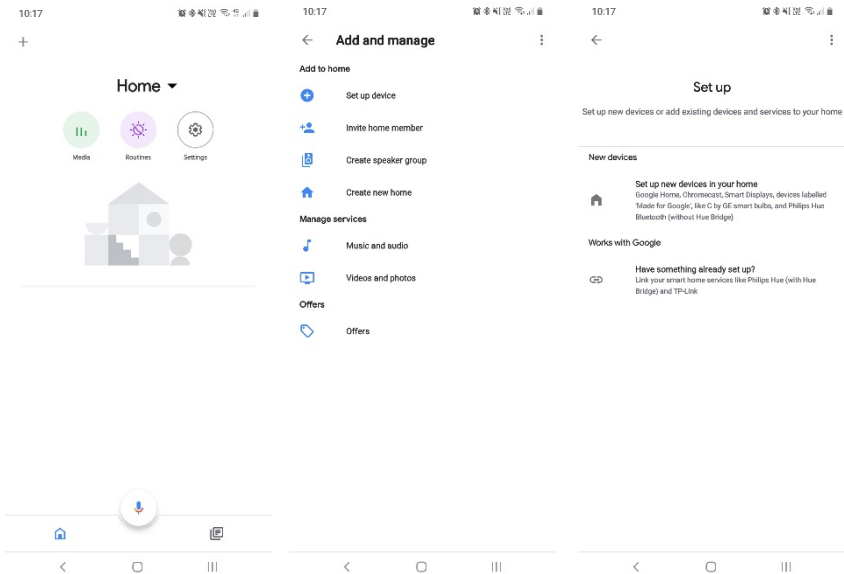 10:17
Home
Media
Routines
Settings
10:17
Add and manage
Add to home
Set up device
Invite home member
Create speaker group
Create new home
Manage services
Music and audio
Videos and photos
Offers
Offers
10:17
Set up
Set up new devices or add existing devices and services to your home
New devices
Set up new devices in your home
Google Home, Chromecast, Smart Displays, devices labelled
'Made for Google', like C by GE smart bulbs, and Philips Hue
Bluetooth (without Hue Bridge)
Works with Google
Have something already set up?
Link your smart home services like Philips Hue (with Hue
Bridge) and TP-Link